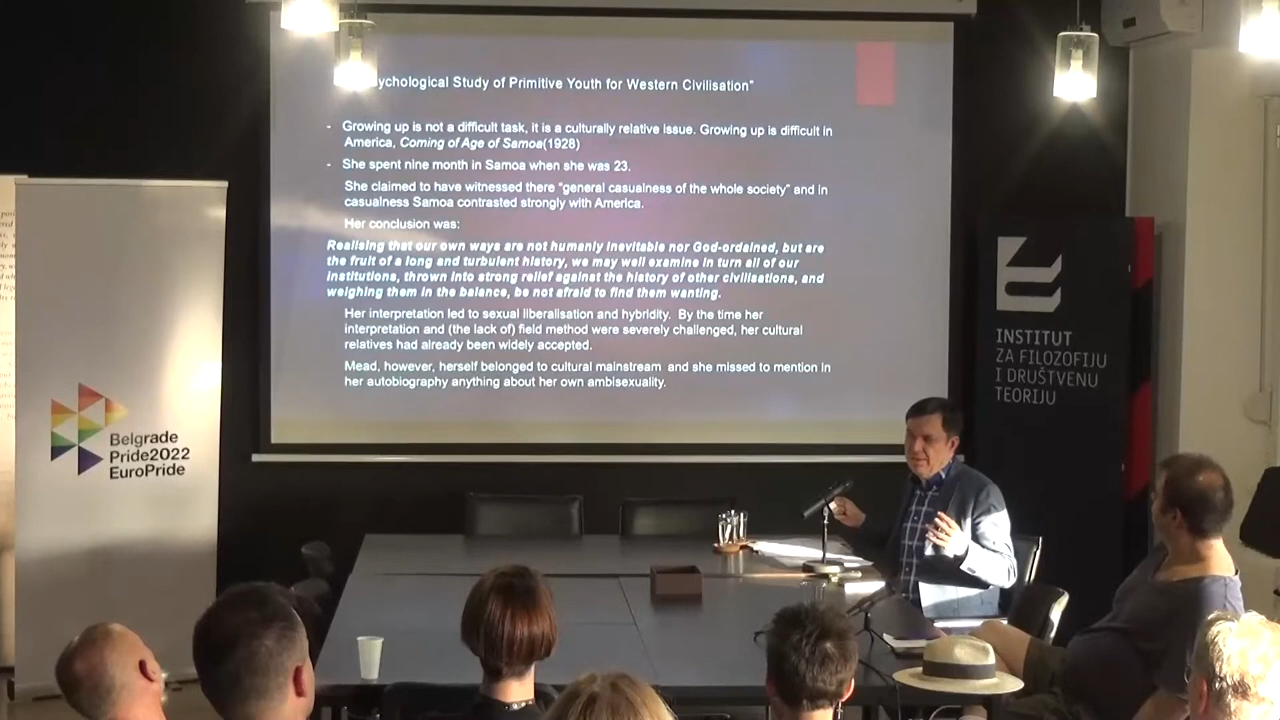 ychological Study of Primitive Youth for Western Civilisation"
- Growing up is not a difficult task, it is a culturally relative issue. Growing up is difficult in
America, Coming of Age of Samoa(1928)
- She spent nine month in Samoa when she was 23.
She claimed to have witnessed there "general casualness of the whole society" and in
casualness Samoa contrasted strongly with America.
Her conclusion was:
Realising that our own ways are not humanly inevitable nor God-ordained, but are
the fruit of a long and turbulent history, we may well examine in turn all of our
institutions, thrown into strong relief against the history of other civilisations, and
weighing them in the balance, be not afraid to find them wanting.
Her interpretation led to sexual liberalisation and hybridity. By the time her
interpretation and (the lack of) field method were severely challenged, her cultural
relatives had already been widely accepted.
Mead, however, herself belonged to cultural mainstream and she missed to mention in
her autobiography anything about her own ambisexuality.
Belgrade
Pride2022
EuroPride
INSTITUT
ZA FILOZOFIJU
I DRUŠTVENU
TEORIJU